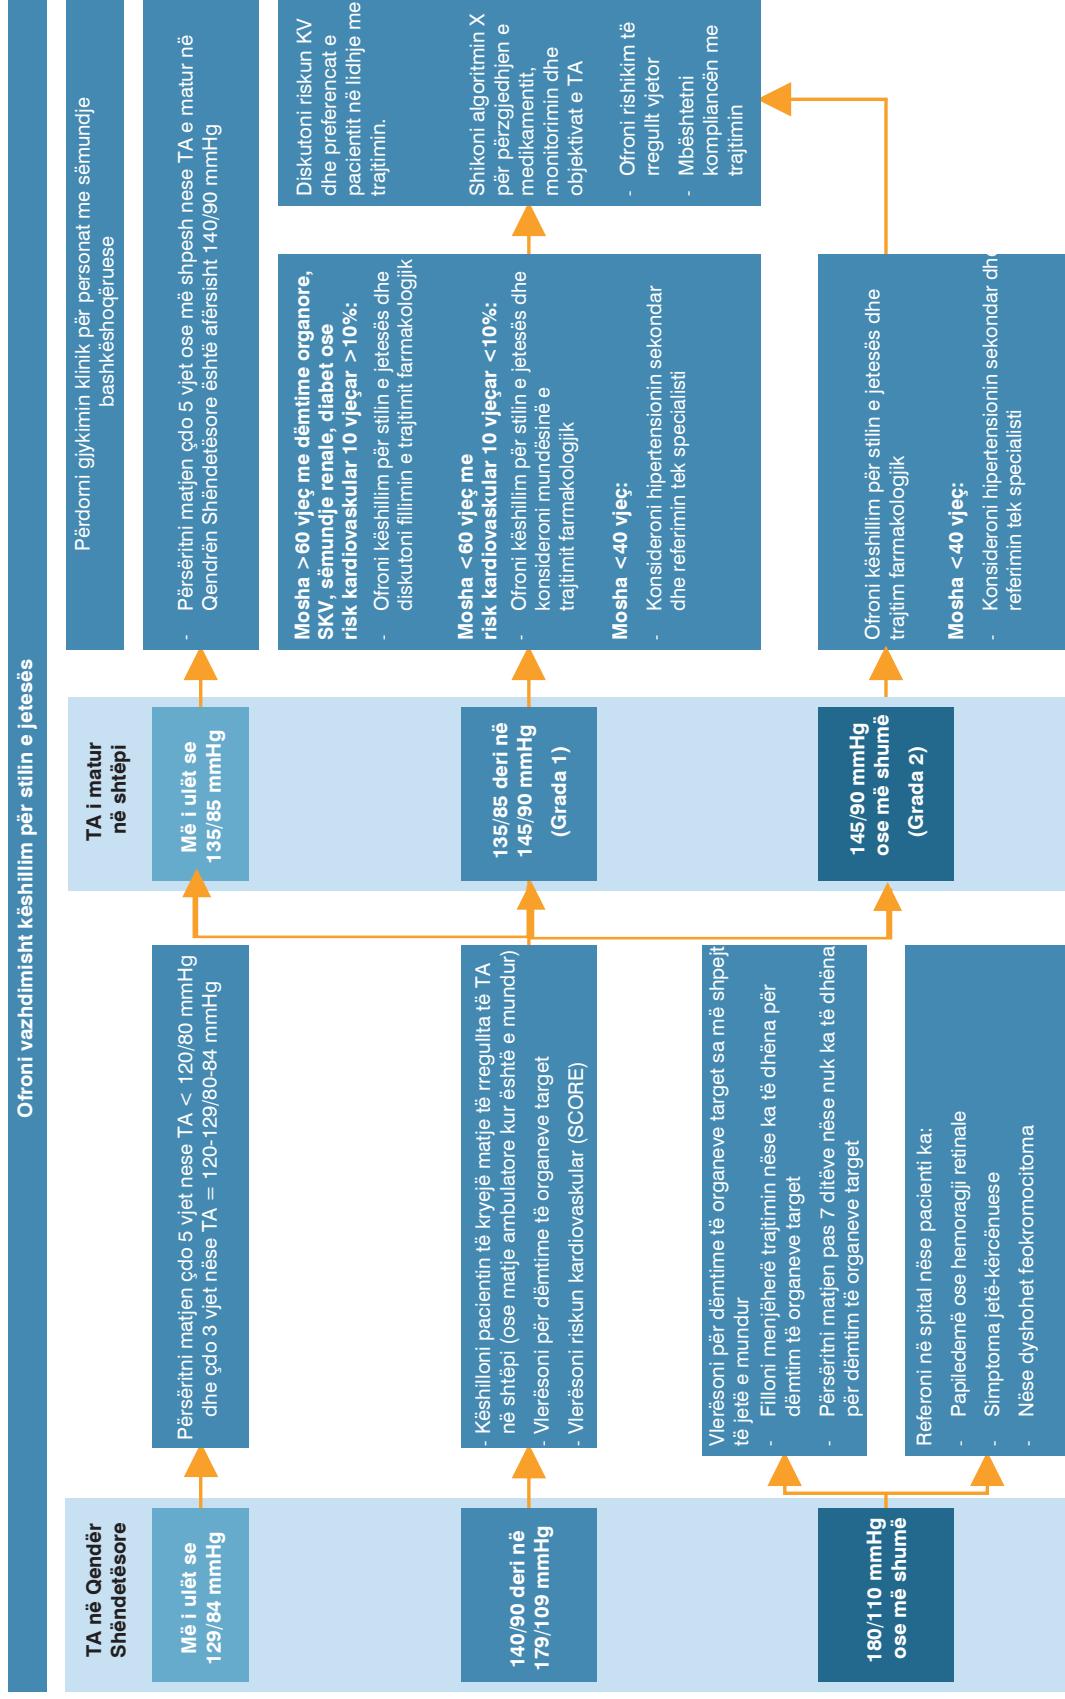 Ofroni vazhdimisht këshillim për stilin e jetesës
TA në Qendër
Shëndetësore
Më i ulët se
129/84 mmHg
Përsëritni matjen çdo 5 vjet nese TA < 120/80 mmHg
dhe çdo 3 vjet nëse TA = 120-129/80-84 mmHg
140/90 deri në
179/109 mmHg
- Këshilloni pacientin të kryejë matje të rregullta të TA
në shtëpi (ose matje ambulatore kur është e mundur)
- Vlerësoni për dëmtime të organeve target
- Vlerësoni riskun kardiovaskular (SCORE)
180/110 mmHg
ose më shumë
Vlerësoni për dëmtime të organeve target sa më shpejt
të jetë e mundur
- Filloni menjëherë trajtimin nëse ka të dhëna për
dëmtim të organeve target
- Përsëritni matjen pas 7 ditëve nëse nuk ka të dhëna
për dëmtim të organeve target
Referoni në spital nëse pacienti ka:
- Papiledemë ose hemoragji retinale
- Simptoma jetë-kërcënuese
- Nëse dyshohet feokromocitoma
TA i matur
në shtëpi
Më i ulët se
135/85 mmHg
135/85 deri në
145/90 mmHg
(Grada 1)
145/90 mmHg
ose më shumë
(Grada 2)
Përdorni gjykimin klinik për personat me sëmundje
bashkëshoqëruese
- Përsëritni matjen çdo 5 vjet ose më shpesh nese TA e matur në
Qendrën Shëndetësore është afërsisht 140/90 mmHg
Mosha >60 vjeç me dëmtime organore,
SKV, sëmundje renale, diabet ose
risk kardiovaskular 10 vjeçar >10%:
- Ofroni këshillim për stilin e jetesës dhe
diskutoni fillimin e trajtimit farmakologjik
Mosha <60 vjeç me
risk kardiovaskular 10 vjeçar <10%:
- Ofroni këshillim për stilin e jetesës dhe
konsideroni mundësinë e
trajtimit farmakologjik
Mosha <40 vjeç:
- Konsideroni hipertensionin sekondar
dhe referimin tek specialisti
Diskutoni riskun KV
dhe preferencat e
pacientit në lidhje me
trajtimin.
Shikoni algoritmin X
për përzgjedhjen e
medikamentit,
monitorimin dhe
objektivat e TA
- Ofroni rishikim të
rregullt vjetor
- Mbështetni
kompliancën me
trajtimin
Ofroni këshillim për stilin e jetesës dhe
trajtim farmakologjik
Mosha <40 vjeç:
- Konsideroni hipertensionin sekondar dhe
referimin tek specialisti